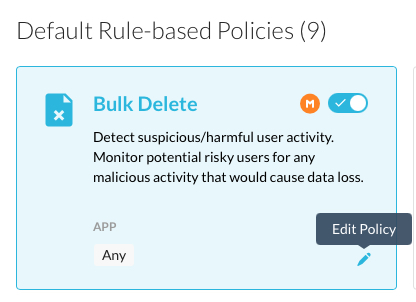 Default Rule-based Policies (9)
Bulk Delete
M
Detect suspicious/harmful user activity.
Monitor potential risky users for any
malicious activity that would cause data loss.
APP
Edit Policy
Any